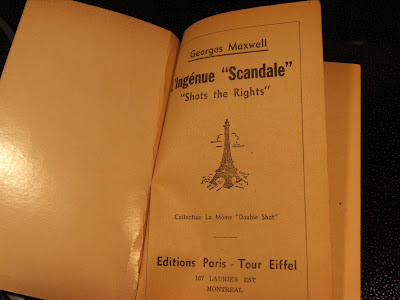 Georges Maxwell
L'Ingénue "Scandale"
"Shots the Rights"
Collection La Môme "Double Shot"
Editions Paris - Tour Eiffel
167 LAURIER EST
MONTREAL